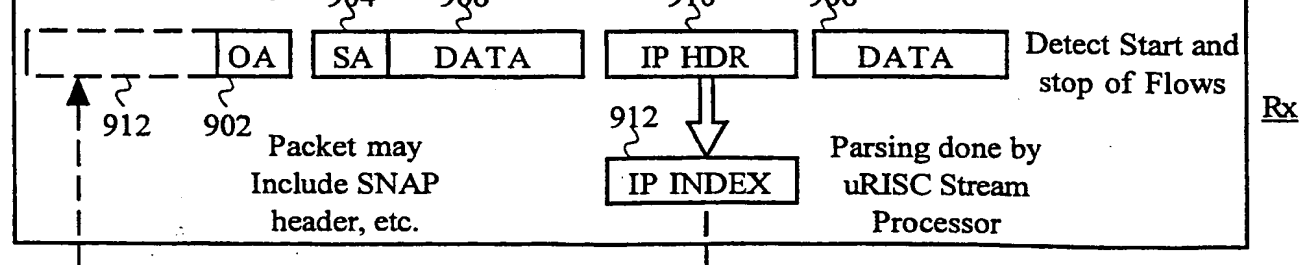 OA SA DATA IP HDR DATA Detect Start and
stop of Flows
Rx
912 902 912
Packet may
Include SNAP
header, etc.
IP INDEX
Parsing done by
uRISC Stream
Processor